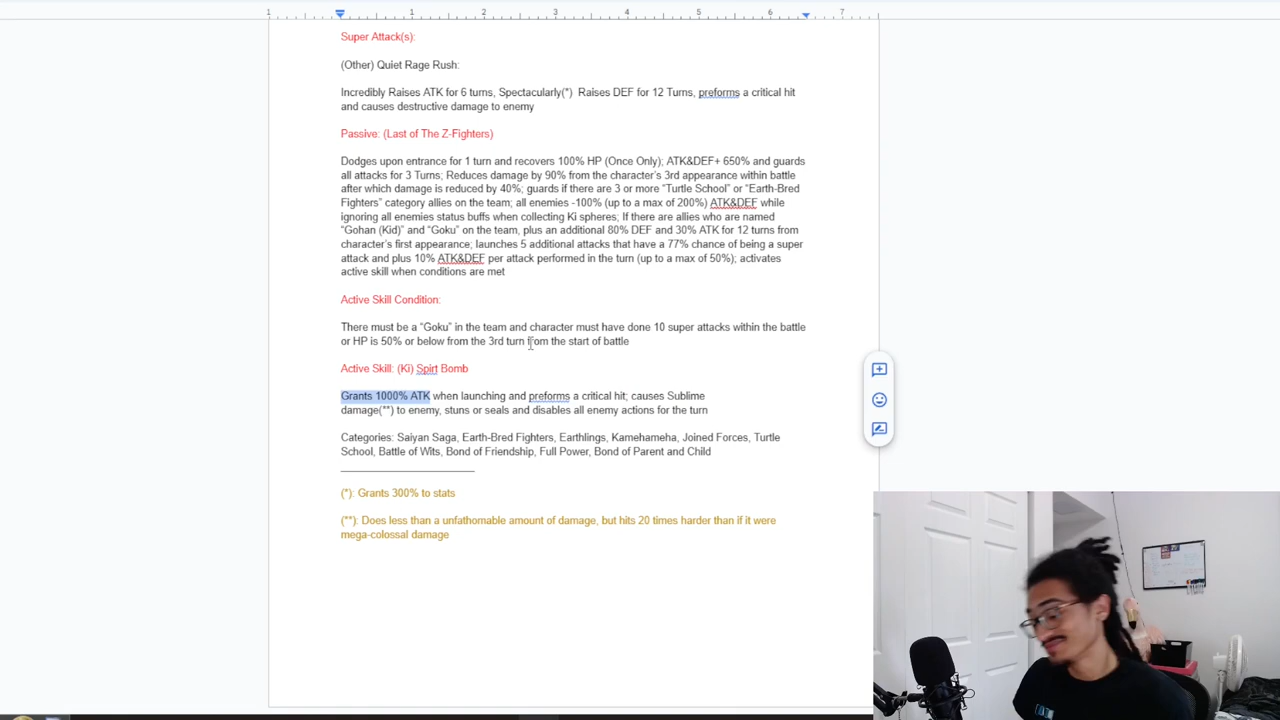 1 1 2 3 4 5 6 7
Super Attack(s):
(Other) Quiet Rage Rush:
Incredibly Raises ATK for 6 turns, Spectacularly(*) Raises DEF for 12 Turns, preforms a critical hit
and causes destructive damage to enemy
Passive: (Last of The Z-Fighters)
Dodges upon entrance for 1 turn and recovers 100% HP (Once Only); ATK&DEF+ 650% and guards
all attacks for 3 Turns; Reduces damage by 90% from the character's 3rd appearance within battle
after which damage is reduced by 40%; guards if there are 3 or more “Turtle School” or “Earth-Bred
Fighters” category allies on the team; all enemies -100% (up to a max of 200%) ATK&DEF while
ignoring all enemies status buffs when collecting Ki spheres; If there are allies who are named
“Gohan (Kid)” and “Goku” on the team, plus an additional 80% DEF and 30% ATK for 12 turns from
character's first appearance; launches 5 additional attacks that have a 77% chance of being a super
attack and plus 10% ATK&DEF per attack performed in the turn (up to a max of 50%); activates
active skill when conditions are met
Active Skill Condition:
There must be a “Goku” in the team and character must have done 10 super attacks within the battle
or HP is 50% or below from the 3rd turn from the start of battle
Active Skill: (Ki) Spirt Bomb
Grants 1000% ATK when launching and preforms a critical hit; causes Sublime
damage(**) to enemy, stuns or seals and disables all enemy actions for the turn
Categories: Saiyan Saga, Earth-Bred Fighters, Earthlings, Kamehameha, Joined Forces, Turtle
School, Battle of Wits, Bond of Friendship, Full Power, Bond of Parent and Child
(*): Grants 300% to stats
(**): Does less than a unfathomable amount of damage, but hits 20 times harder than if it were
mega-colossal damage